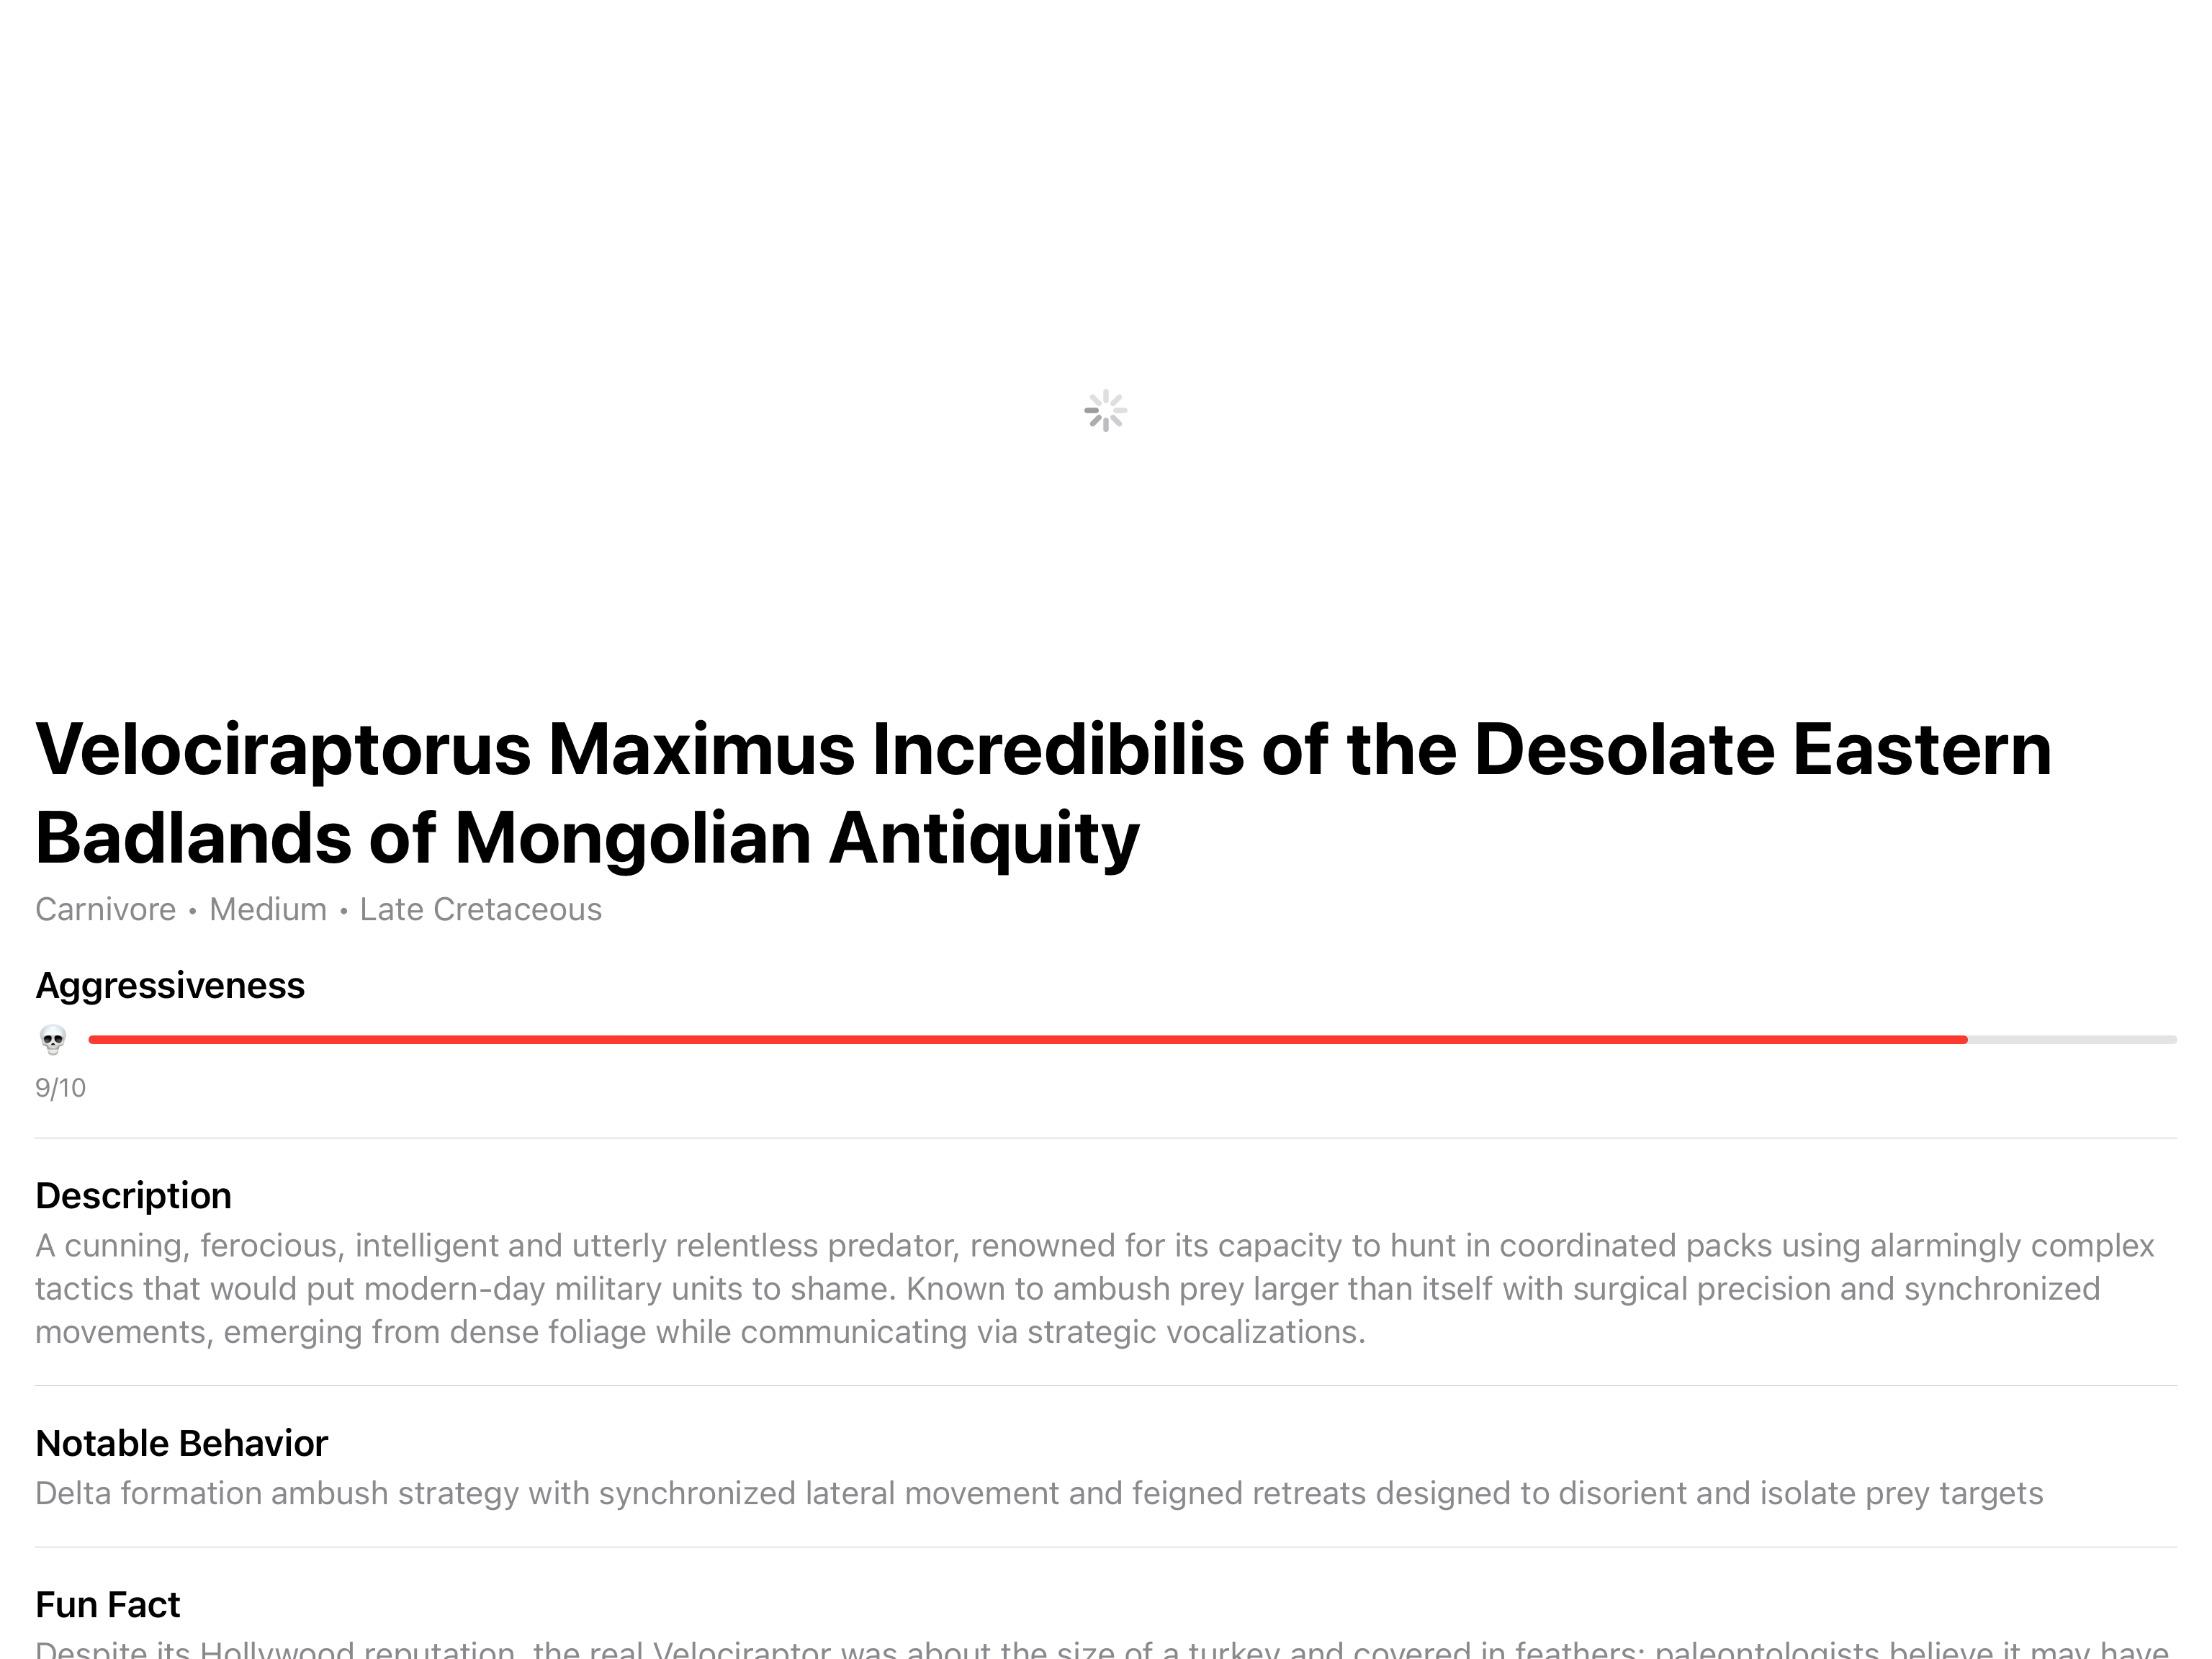 Velociraptorus Maximus Incredibilis of the Desolate Eastern
Badlands of Mongolian Antiquity
Carnivore • Medium • Late Cretaceous
Aggressiveness
9/10
Description
A cunning, ferocious, intelligent and utterly relentless predator, renowned for its capacity to hunt in coordinated packs using alarmingly complex
tactics that would put modern-day military units to shame. Known to ambush prey larger than itself with surgical precision and synchronized
movements, emerging from dense foliage while communicating via strategic vocalizations.
Notable Behavior
Delta formation ambush strategy with synchronized lateral movement and feigned retreats designed to disorient and isolate prey targets
Fun Fact
Despite its Hollywood reputation, the real Velociraptor was about the size of a turkey and covered in feathers; paleontologists believe it may have